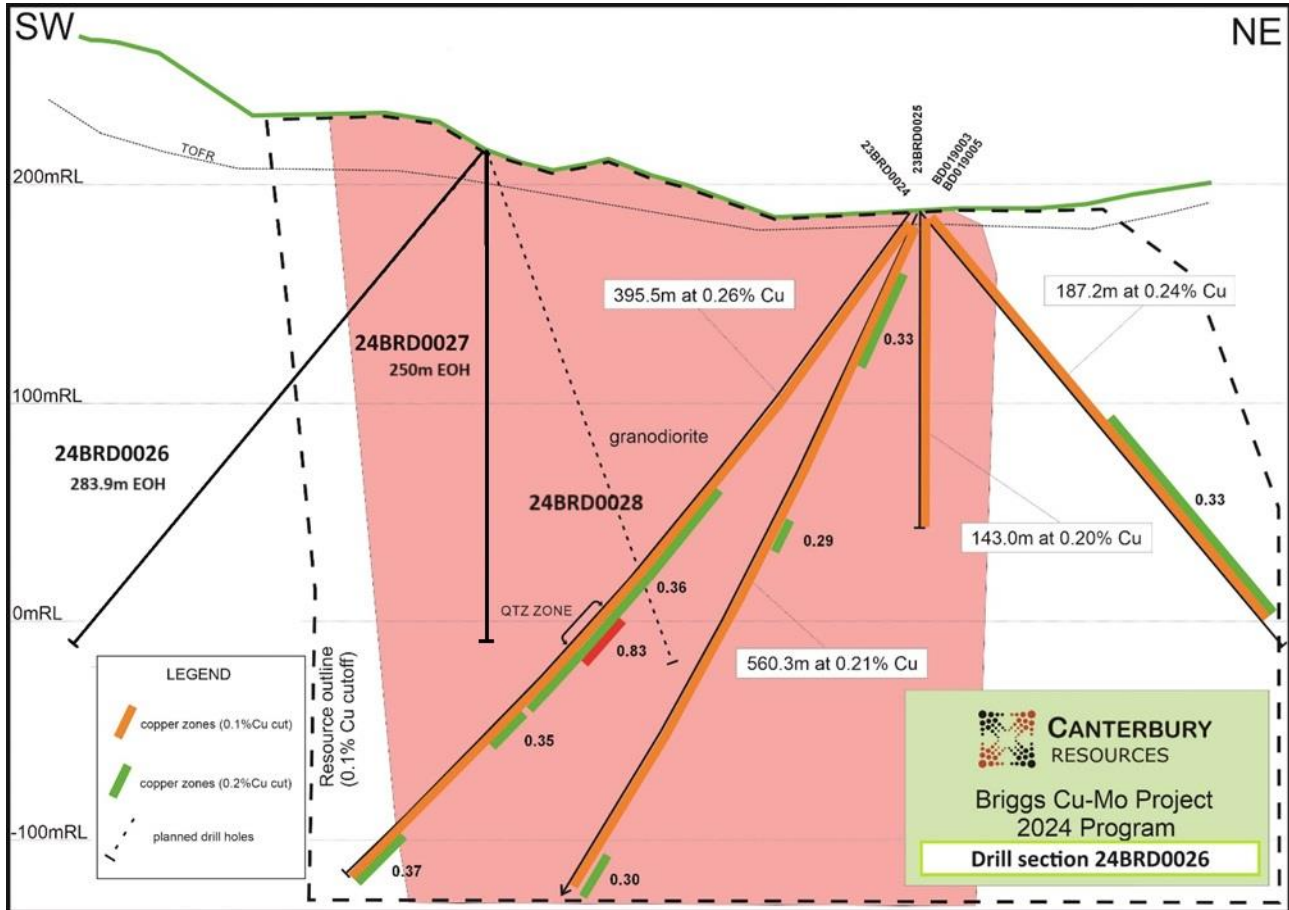 SW
NE
TOFR
23BRD0024
23BRD0025
BD019003
BD019005
200mRL
395.5m at 0.26% Cu
187.2m at 0.24% Cu
24BRD0027
250m EOH
0.33
100mRL
granodiorite
24BRD0026
283.9m EOH
24BRD0028
0.33
0.29
143.0m at 0.20% Cu
0.36
QTZ ZONE
0mRL
0.83
560.3m at 0.21% Cu
LEGEND
copper zones (0.1%Cu cut)
copper zones (0.2%Cu cut)
planned drill holes
Resource outline
(0.1% Cu cutoff)
0.35
-100mRL
0.37
0.30
CANTERBURY
RESOURCES
Briggs Cu-Mo Project
2024 Program
Drill section 24BRD0026